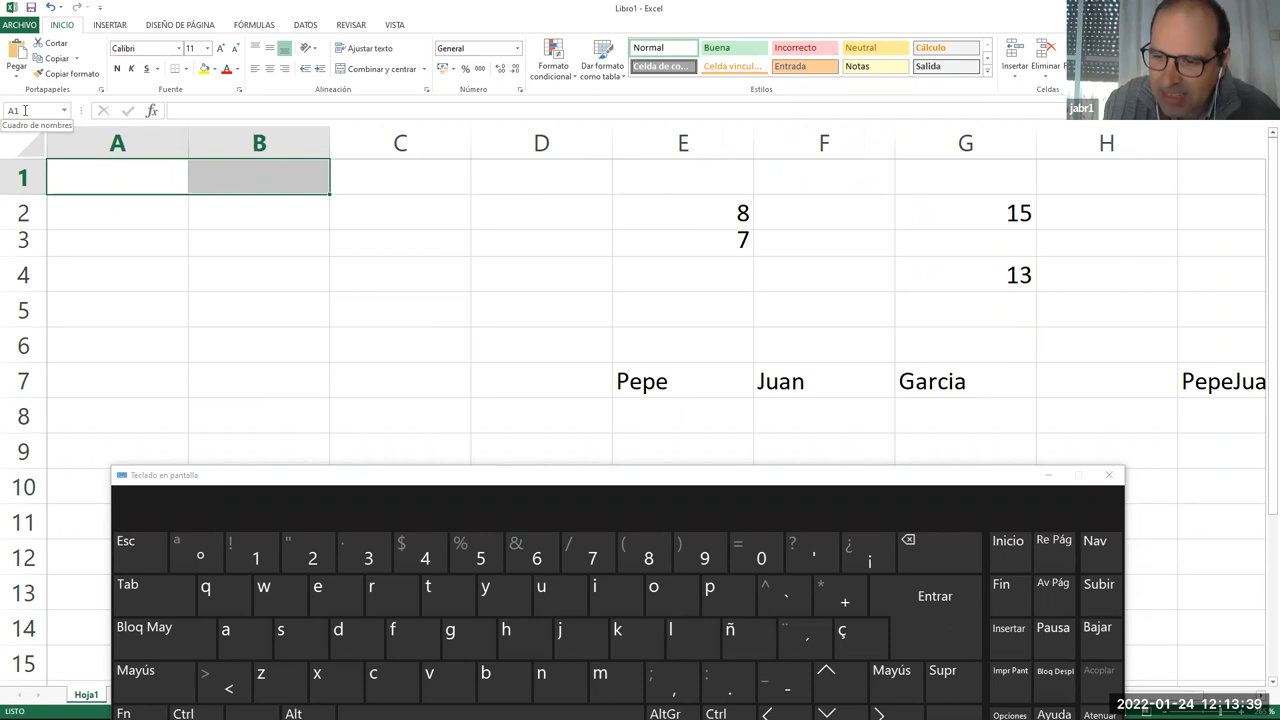 Libro1 - Excel
ARCHIVO INICIO INSERTAR DISEÑO DE PÁGINA FÓRMULAS DATOS REVISAR VISTA
Pegar
Cortar
Copiar
Copiar formato
Portapapeles
Calibri 11
N K S
Fuente
Ajustar texto
Combinar y centrar
Alineación
General
% 000
Número
Formato condicional
Dar formato como tabla
Normal Buena Incorrecto Neutral Cálculo
Celda de co... Celda vincul... Entrada Notas Salida
Estilos
Insertar Eliminar
Celdas
jabr1
A1
fx
Cuadro de nombres
A B C D E F G H
1
2 8 15
3 7
4 13
5
6
7 Pepe Juan Garcia PepeJua
8
9
10
11
12
13
14
15
Teclado en pantalla
Esc ª º ! 1 " 2 · 3 $ 4 % 5 & 6 / 7 ( 8 ) 9 = 0 ? ' ¿ ¡ Inicio Re Pág Nav
Tab q w e r t y u i o p ^ ` * + Entrar Fin Av Pág Subir
Bloq May a s d f g h j k l ñ ¨ ´ ç Insertar Pausa Bajar
Mayús > < z x c v b n m ; , : . _ - Mayús Supr Impr Pant Bloq Despl Acoplar
Fn Ctrl Alt AltGr Ctrl Opciones Ayuda Atenuar
Hoja1
LISTO
2022-01-24 12:13:39